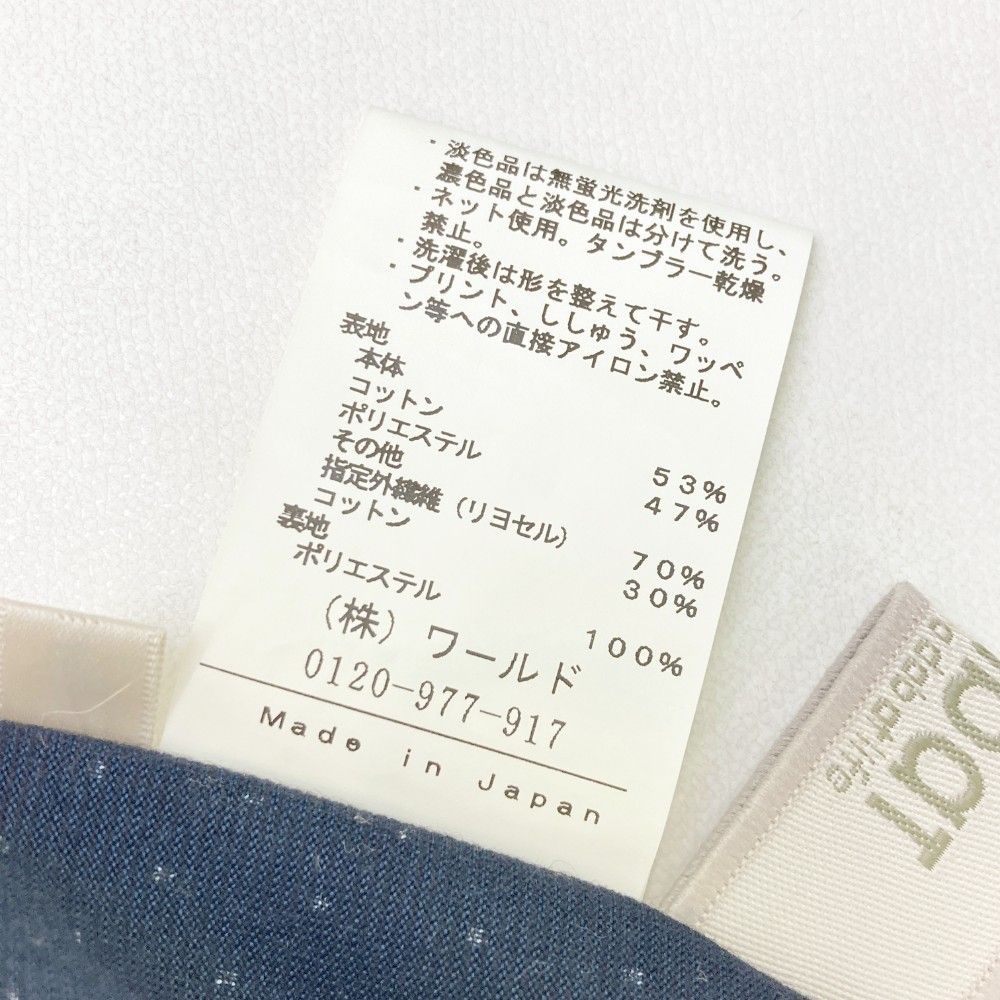 ・淡色品は無蛍光洗剤を使用し、
濃色品と淡色品は分けて洗う。
・ネット使用。タンブラー乾燥
禁止。
・洗濯後は形を整えて干す。
・プリント、ししゅう、ワッペ
ン等への直接アイロン禁止。
表地
本体
コットン 53%
ポリエステル 47%
その他
指定外繊維（リヨセル） 70%
コットン 30%
裏地
ポリエステル 100%
（株）ワールド
0120-977-917
Made in Japan